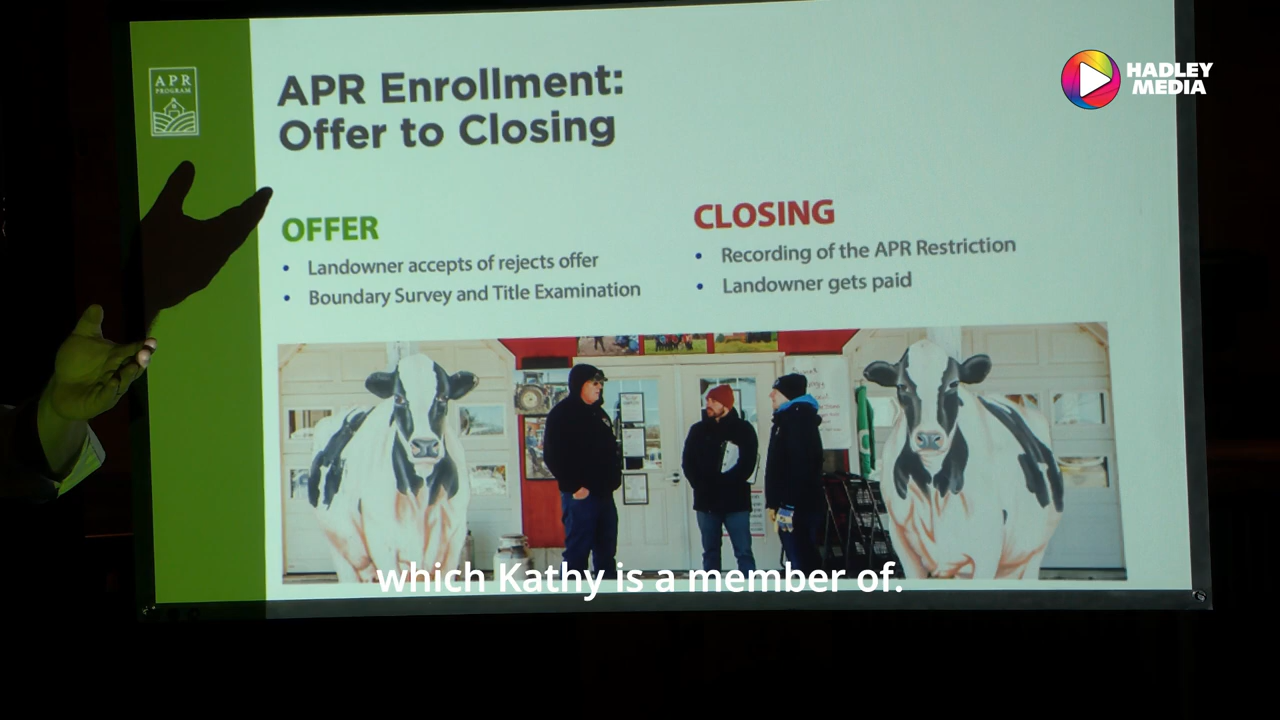 APR
PROGRAM
APR Enrollment:
Offer to Closing
HADLEY
MEDIA
OFFER
• Landowner accepts of rejects offer
• Boundary Survey and Title Examination
CLOSING
• Recording of the APR Restriction
• Landowner gets paid
which Kathy is a member of.